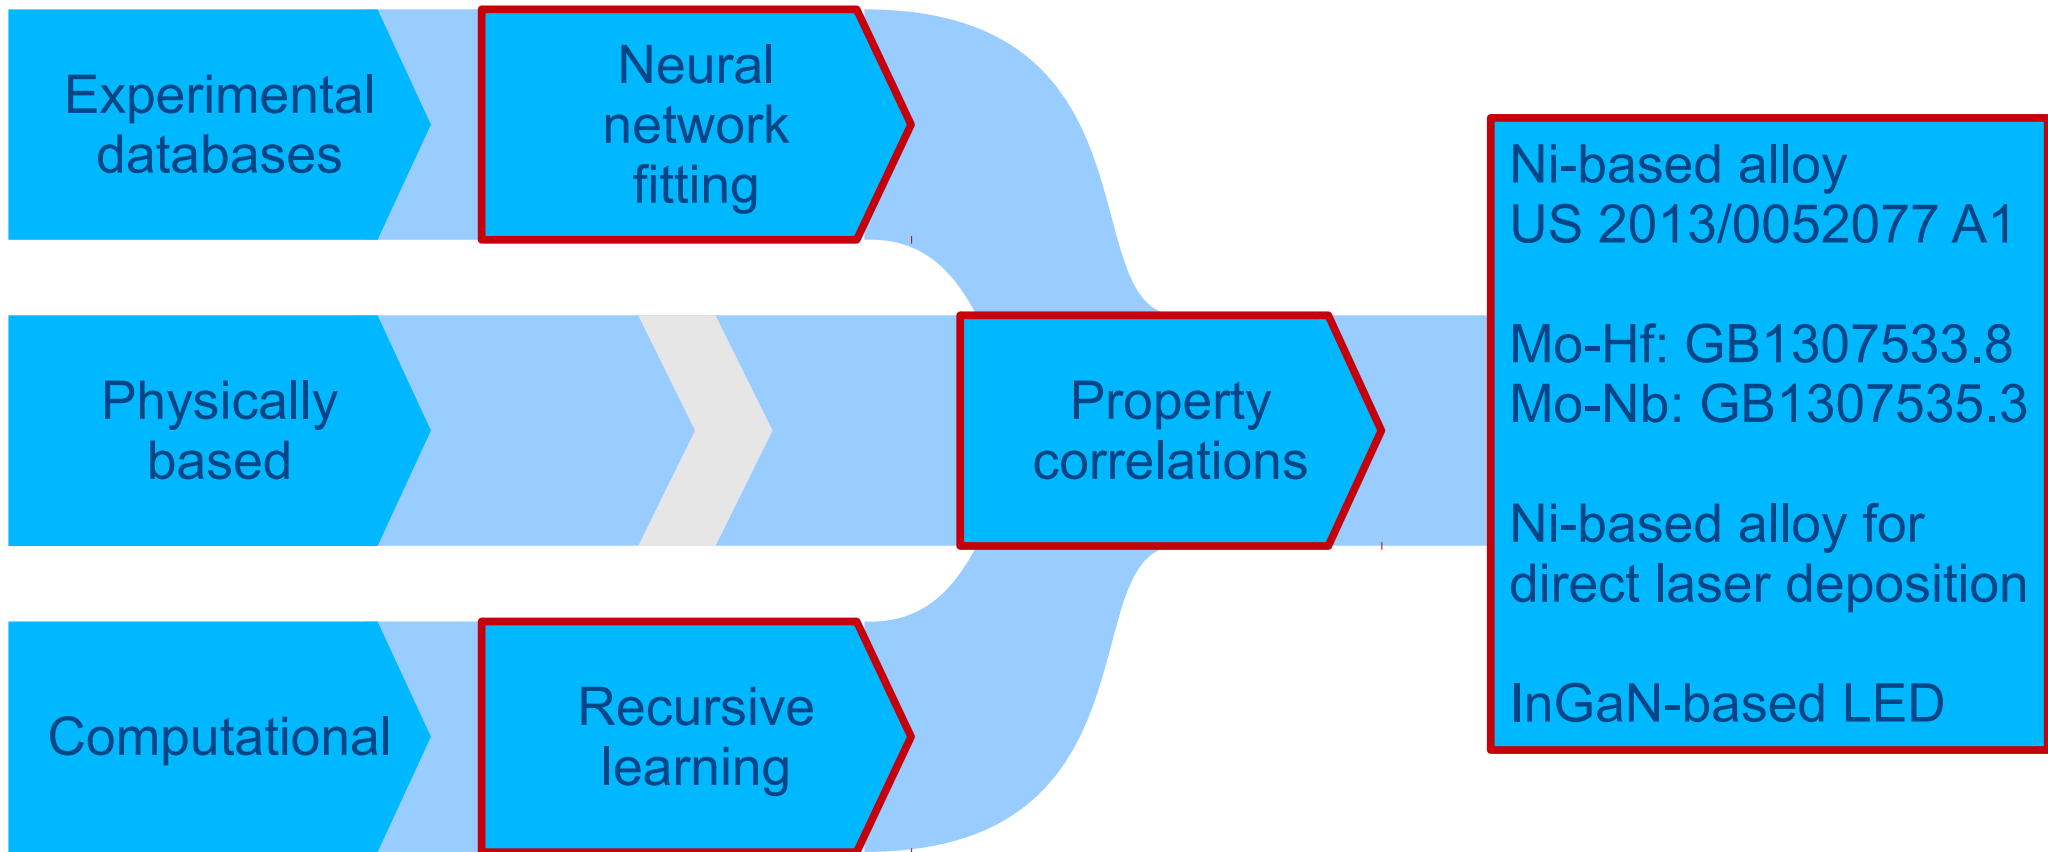 Experimental
databases
Neural
network
fitting
Physically
based
Property
correlations
Computational
Recursive
learning
Ni-based alloy
US 2013/0052077 A1
Mo-Hf: GB1307533.8
Mo-Nb: GB1307535.3
Ni-based alloy for
direct laser deposition
InGaN-based LED